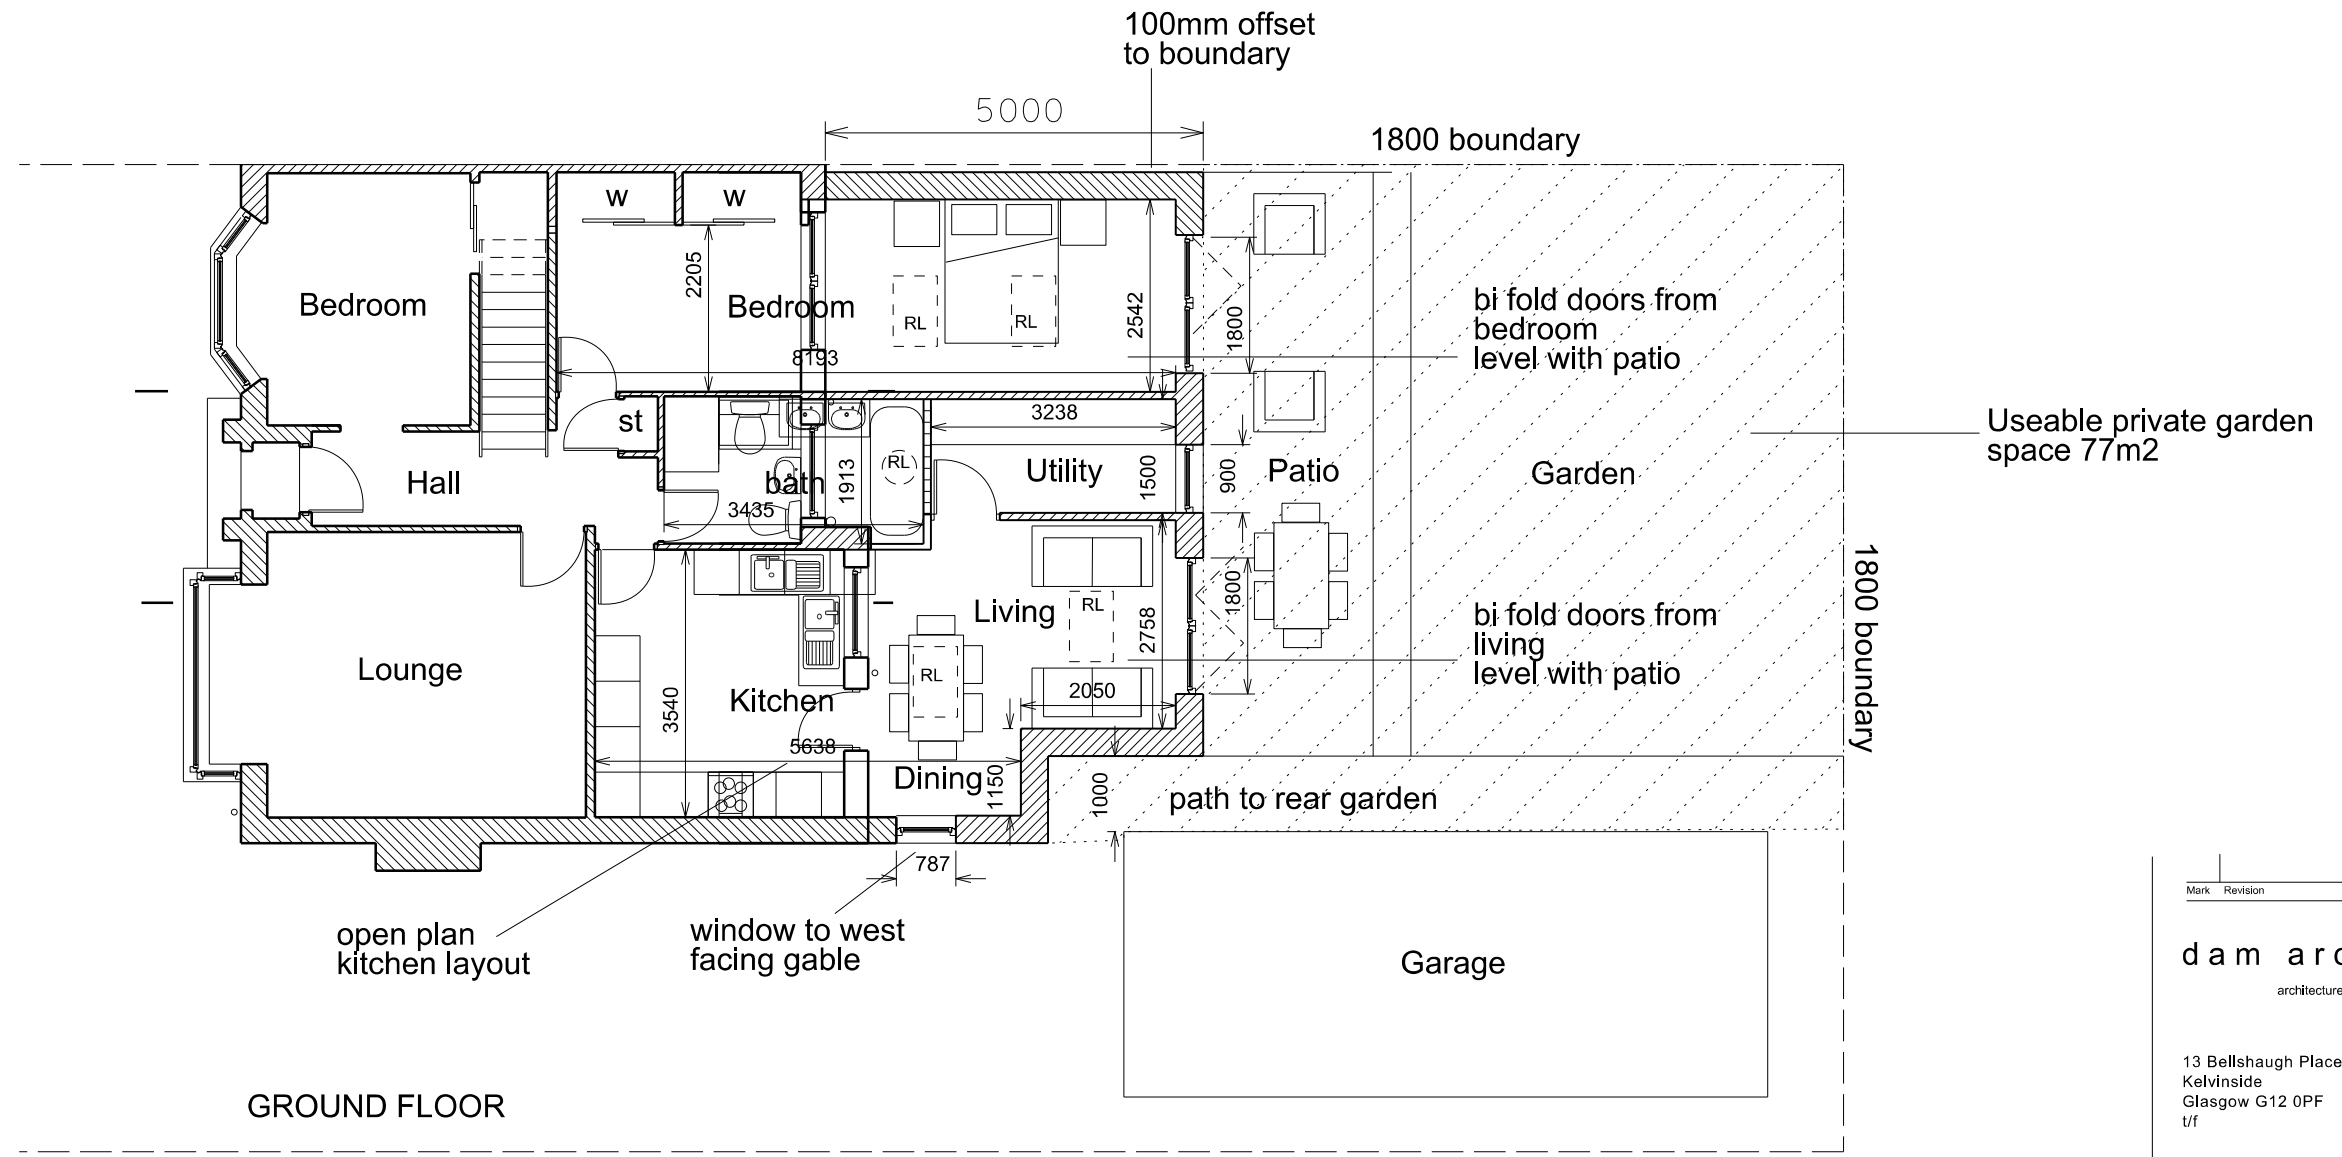 100mm offset
to boundary
5000
1800 boundary
w
w
2205
Bedroom
Bedroom
RL
RL
2542
1800
bi fold doors from
bedroom
level with patio
8193
st
3238
Useable private garden
space 77m2
Hall
bath
1913
RL
Utility
1500
900
Patio
Garden
3435
1800 boundary
Living
RL
2758
1800
bi fold doors from
living
level with patio
Lounge
3540
Kitchen
RL
2050
5638
Dining
1150
1000
path to rear garden
787
Mark Revision
open plan
kitchen layout
window to west
facing gable
Garage
dam arc
architecture
13 Bellshaugh Place
Kelvinside
Glasgow G12 0PF
t/f
GROUND FLOOR